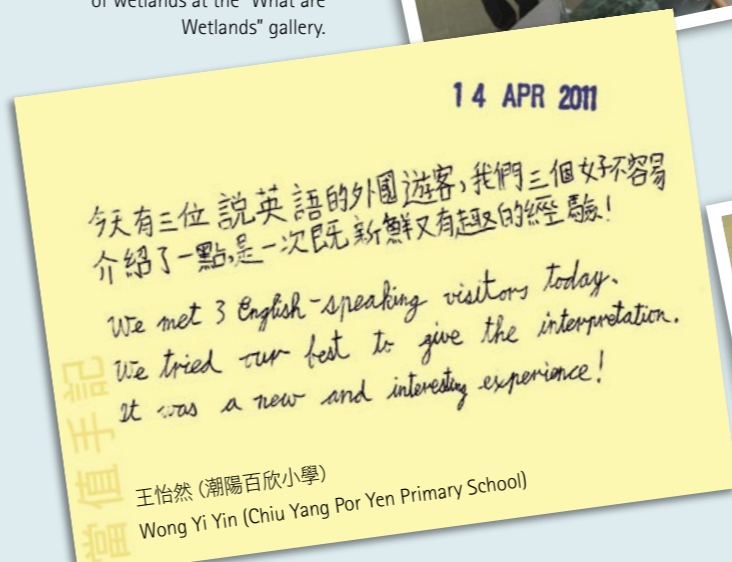 of wetlands at the "What are
Wetlands" gallery.
14 APR 2011
今天有三位說英語的外國遊客，我們三個好不容易
介紹了一點，是一次既新鮮又有趣的經驗！
We met 3 English-speaking visitors today.
We tried our best to give the interpretation.
It was a new and interesting experience!
當值手記
王怡然 (潮陽百欣小學)
Wong Yi Yin (Chiu Yang Por Yen Primary School)